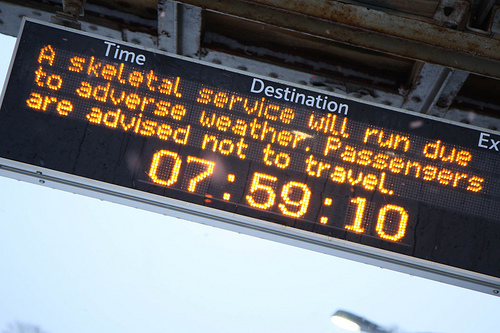 Time Destination Ex
A skeletal service will run due
to adverse weather. Passengers
are advised not to travel.
07:59:10